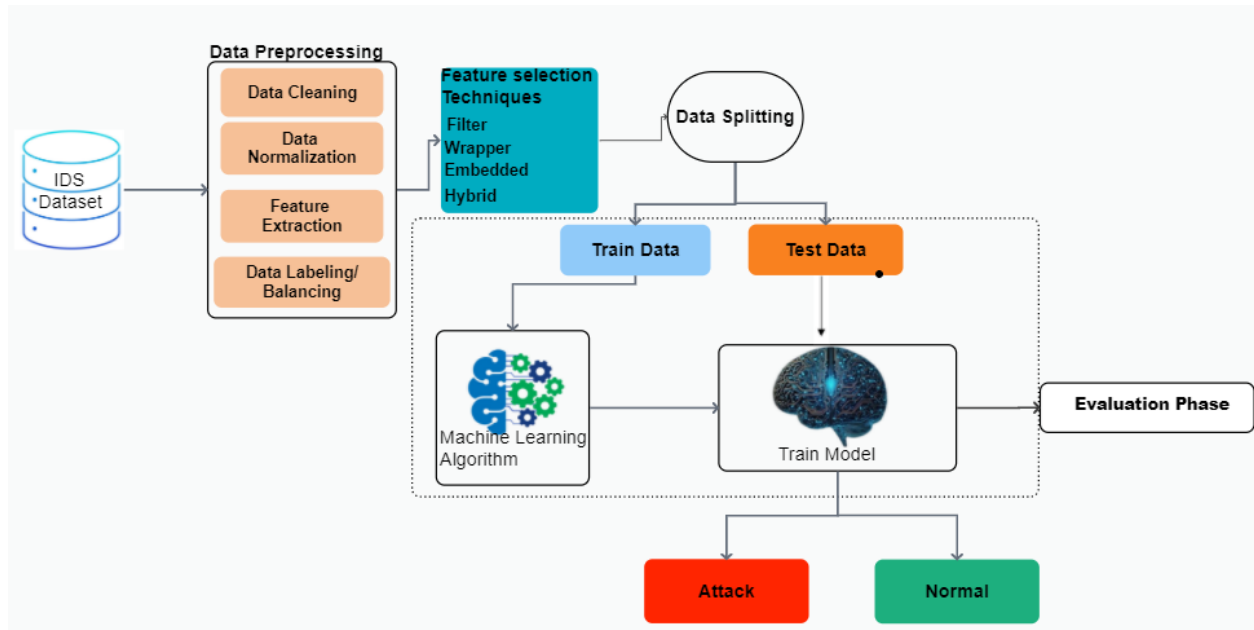 Data Preprocessing
Data Cleaning
Data
Normalization
Feature
Extraction
Data Labeling/
Balancing
IDS
Dataset
Feature selection
Techniques
Filter
Wrapper
Embedded
Hybrid
Data Splitting
Train Data
Test Data
Machine Learning
Algorithm
Train Model
Evaluation Phase
Attack
Normal